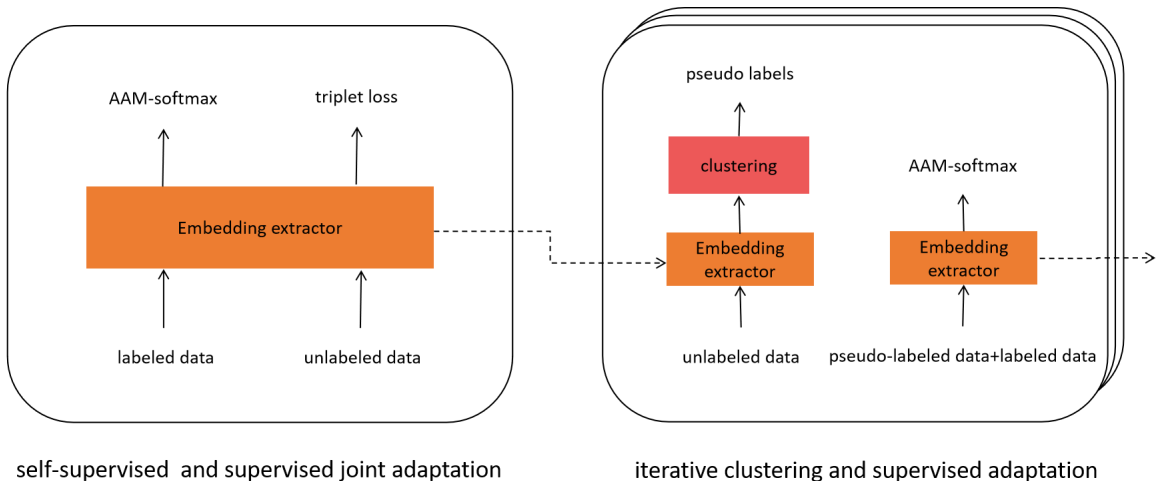 AAM-softmax
triplet loss
Embedding extractor
labeled data
unlabeled data
self-supervised and supervised joint adaptation
pseudo labels
clustering
Embedding
extractor
unlabeled data
AAM-softmax
Embedding
extractor
pseudo-labeled data+labeled data
iterative clustering and supervised adaptation